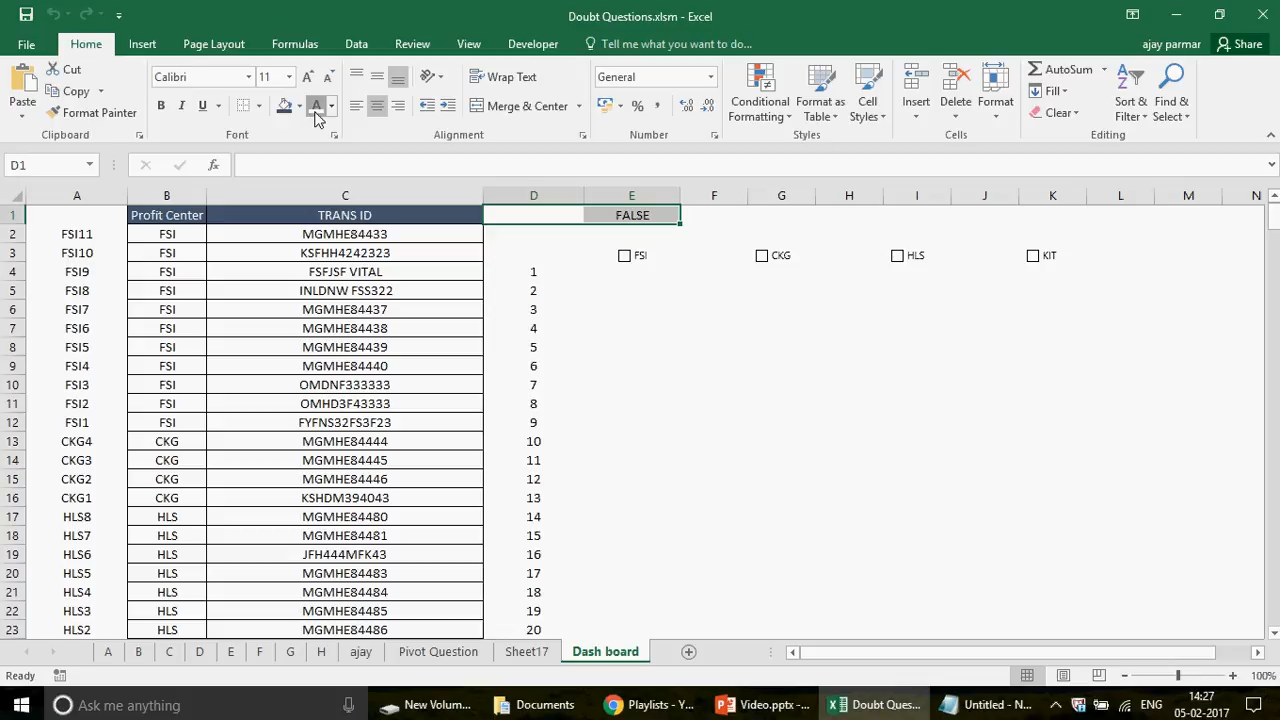 Doubt Questions.xlsm - Excel
File Home Insert Page Layout Formulas Data Review View Developer Tell me what you want to do... ajay parmar Share
Paste Cut Copy Format Painter Clipboard
Calibri 11 B I U A Font
Wrap Text Merge & Center Alignment
General % Number
Conditional Formatting Format as Table Cell Styles Styles
Insert Delete Format Cells
AutoSum Fill Clear Sort & Filter Find & Select Editing
D1 fx
A B C D E F G H I J K L M N
1 Profit Center TRANS ID FALSE
2 FSI11 FSI MGMHE84433
3 FSI10 FSI KSFHH4242323 FSI CKG HLS KIT
4 FSI9 FSI FSFJSF VITAL 1
5 FSI8 FSI INLDNW FSS322 2
6 FSI7 FSI MGMHE84437 3
7 FSI6 FSI MGMHE84438 4
8 FSI5 FSI MGMHE84439 5
9 FSI4 FSI MGMHE84440 6
10 FSI3 FSI OMDNF333333 7
11 FSI2 FSI OMHD3F43333 8
12 FSI1 FSI FYFNS32FS3F23 9
13 CKG4 CKG MGMHE84444 10
14 CKG3 CKG MGMHE84445 11
15 CKG2 CKG MGMHE84446 12
16 CKG1 CKG KSHDM394043 13
17 HLS8 HLS MGMHE84480 14
18 HLS7 HLS MGMHE84481 15
19 HLS6 HLS JFH444MFK43 16
20 HLS5 HLS MGMHE84483 17
21 HLS4 HLS MGMHE84484 18
22 HLS3 HLS MGMHE84485 19
23 HLS2 HLS MGMHE84486 20
A B C D E F G H ajay Pivot Question Sheet17 Dash board
Ready 100%
Ask me anything New Volum... Documents Playlists - Y... Video.pptx-... Doubt Ques... Untitled - N... ENG 14:27
05-02-2017